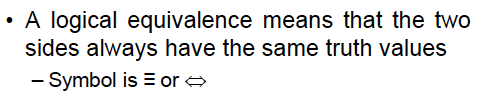 • A logical equivalence means that the two
sides always have the same truth values
– Symbol is ≡ or ⇔